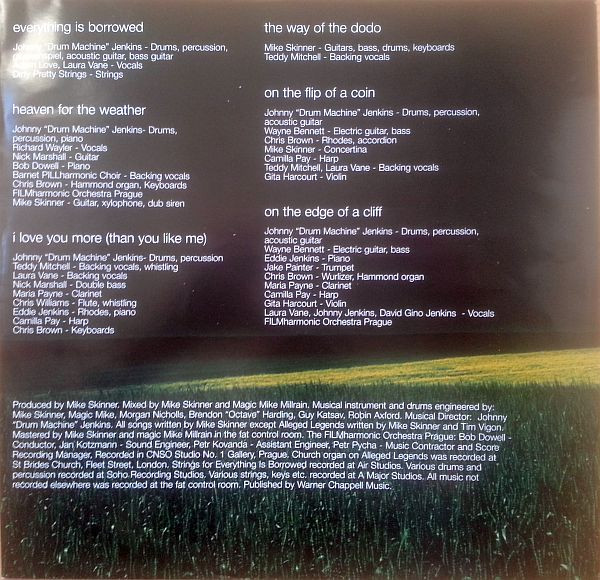 everything is borrowed
Johnny "Drum Machine" Jenkins - Drums, percussion,
glockenspiel, acoustic guitar, bass guitar
Love, Laura Vane - Vocals
Dirty Pretty Strings - Strings
heaven for the weather
Johnny "Drum Machine" Jenkins- Drums,
percussion, piano
Richard Wayler - Vocals
Nick Marshall - Guitar
Bob Dowell - Piano
Barnet PILLharmonic Choir - Backing vocals
Chris Brown - Hammond organ, Keyboards
FILMharmonic Orchestra Prague
Mike Skinner - Guitar, xylophone, dub siren
i love you more (than you like me)
Johnny "Drum Machine" Jenkins- Drums, percussion
Teddy Mitchell - Backing vocals, whistling
Laura Vane - Backing vocals
Nick Marshall - Double bass
Maria Payne - Clarinet
Chris Williams - Flute, whistling
Eddie Jenkins - Rhodes, piano
Camilla Pay - Harp
Chris Brown - Keyboards
the way of the dodo
Mike Skinner - Guitars, bass, drums, keyboards
Teddy Mitchell - Backing vocals
on the flip of a coin
Johnny "Drum Machine" Jenkins - Drums, percussion,
acoustic guitar
Wayne Bennett - Electric guitar, bass
Chris Brown - Rhodes, accordion
Mike Skinner - Concertina
Camilla Pay - Harp
Teddy Mitchell, Laura Vane - Backing vocals
Gita Harcourt - Violin
on the edge of a cliff
Johnny "Drum Machine" Jenkins - Drums, percussion,
acoustic guitar
Wayne Bennett - Electric guitar, bass
Eddie Jenkins - Piano
Jake Painter - Trumpet
Chris Brown - Wurlizer, Hammond organ
Maria Payne - Clarinet
Camilla Pay - Harp
Gita Harcourt - Violin
Laura Vane, Johnny Jenkins, David Gino Jenkins - Vocals
FILMharmonic Orchestra Prague
Produced by Mike Skinner. Mixed by Mike Skinner and Magic Mike Millrain. Musical instrument and drums engineered by:
Mike Skinner, Magic Mike, Morgan Nicholls, Brendon "Octave" Harding, Guy Katsav, Robin Axford. Musical Director: Johnny
"Drum Machine" Jenkins. All songs written by Mike Skinner except Alleged Legends written by Mike Skinner and Tim Vigon.
Mastered by Mike Skinner and magic Mike Millrain in the fat control room. The FILMharmonic Orchestra Prague: Bob Dowell -
Conductor, Jan Kotzmann - Sound Engineer, Petr Kovanda - Assistant Engineer, Petr Pycha - Music Contractor and Score
Recording Manager, Recorded in CNSO Studio No. 1 Gallery, Prague. Church organ on Alleged Legends was recorded at
St Brides Church, Fleet Street, London. Strings for Everything Is Borrowed recorded at Air Studios. Various drums and
percussion recorded at Soho Recording Studios. Various strings, keys etc. recorded at A Major Studios. All music not
recorded elsewhere was recorded at the fat control room. Published by Warner Chappell Music.